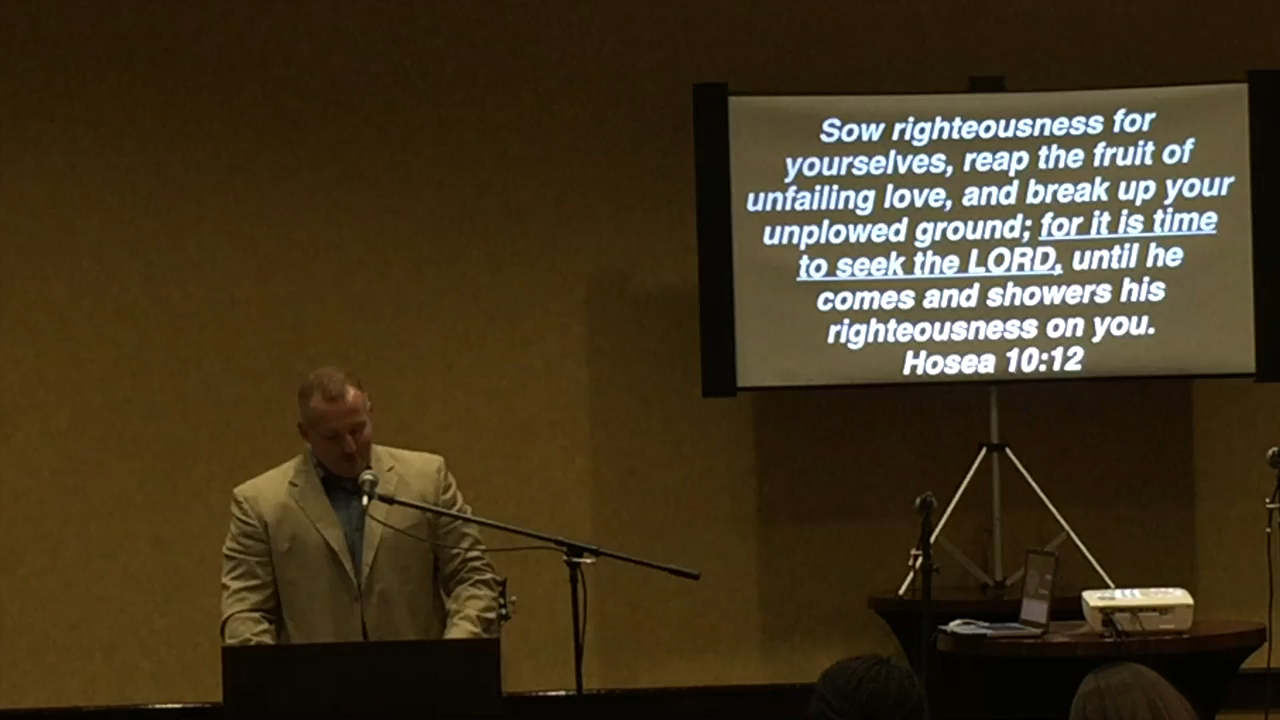 Sow righteousness for
yourselves, reap the fruit of
unfailing love, and break up your
unplowed ground; for it is time
to seek the LORD, until he
comes and showers his
righteousness on you.
Hosea 10:12